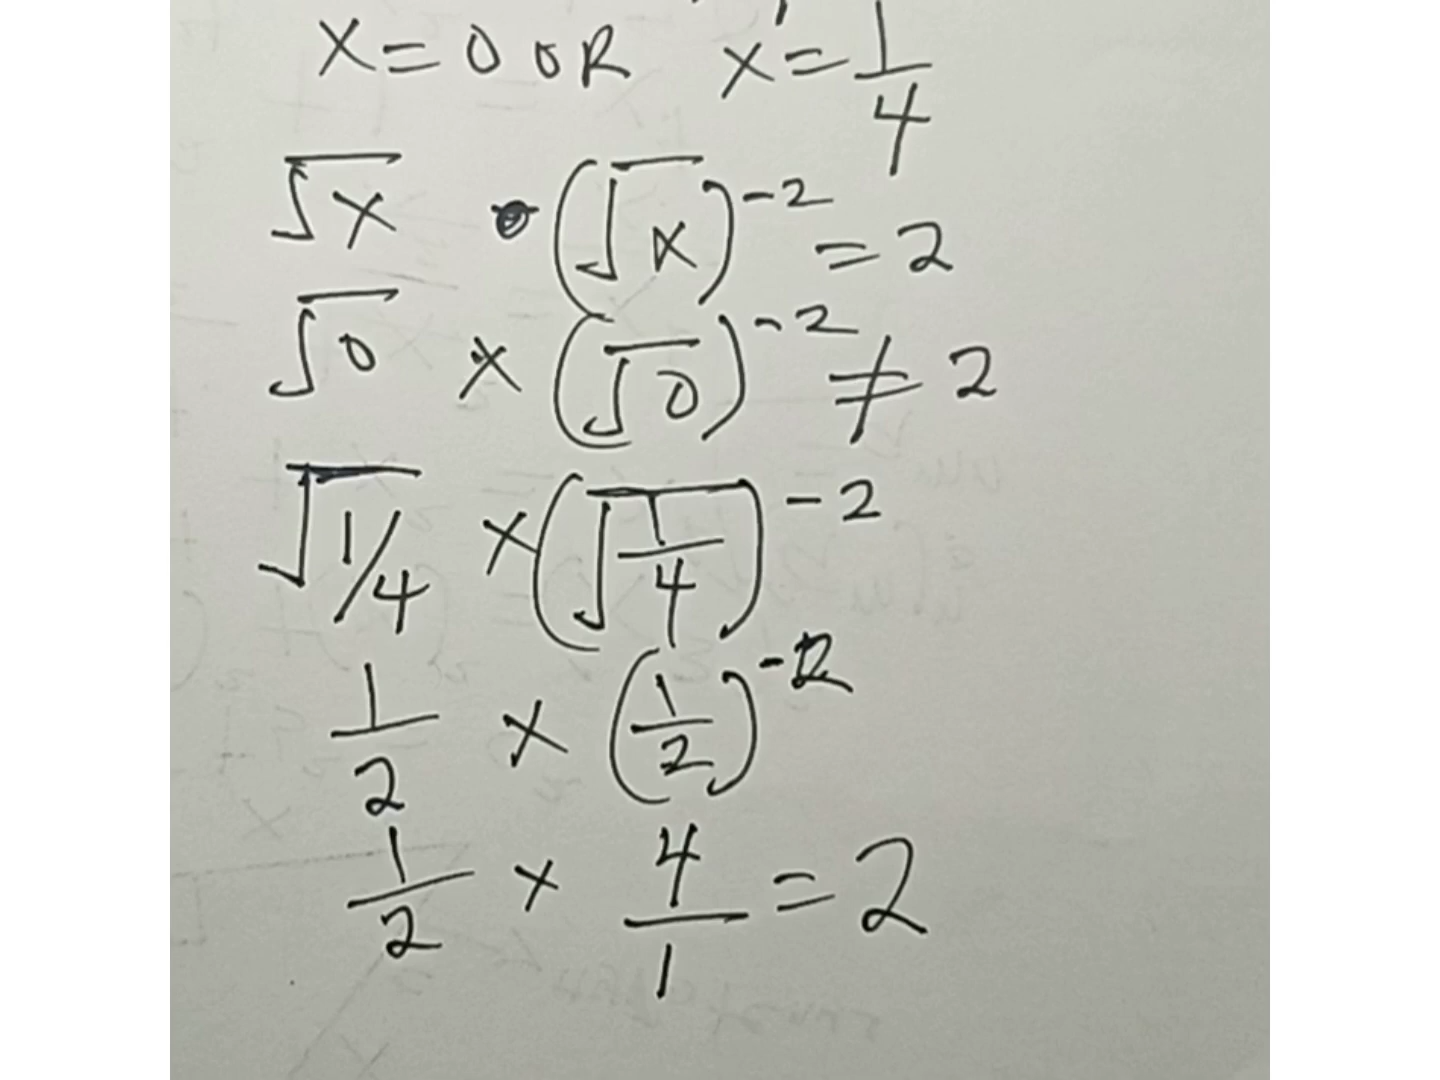 x = 0 OR x = 1/4
√x • (√x)⁻² = 2
√0 × (√0)⁻² ≠ 2
√1/4 × (√1/4)⁻²
1/2 × (1/2)⁻²
1/2 × 4/1 = 2